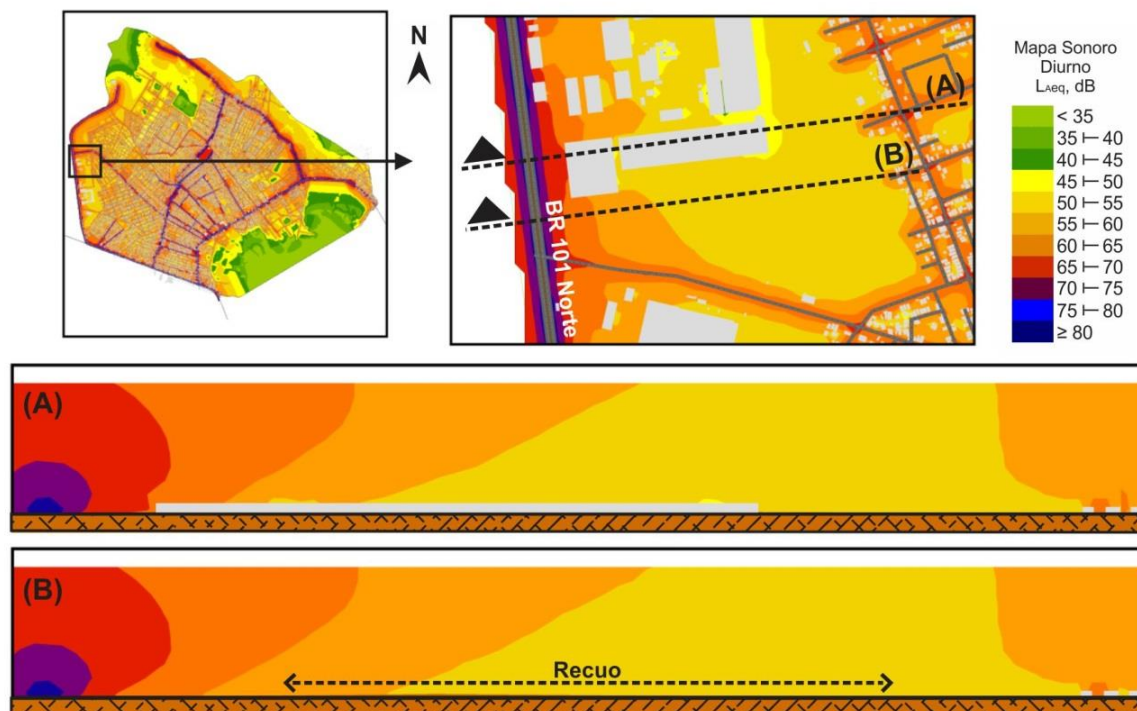 N
(A)
(B)
BR 101 Norte
Mapa Sonoro
Diurno
LAeq, dB
< 35
35 ⟝ 40
40 ⟝ 45
45 ⟝ 50
50 ⟝ 55
55 ⟝ 60
60 ⟝ 65
65 ⟝ 70
70 ⟝ 75
75 ⟝ 80
≥ 80
(A)
(B)
Recuo